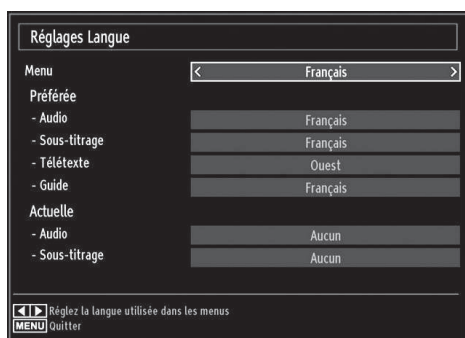 Réglages Langue
Menu < Français >
Préférée
- Audio Français
- Sous-titrage Français
- Télétexte Ouest
- Guide Français
Actuelle
- Audio Aucun
- Sous-titrage Aucun
Réglez la langue utilisée dans les menus
MENU Quitter